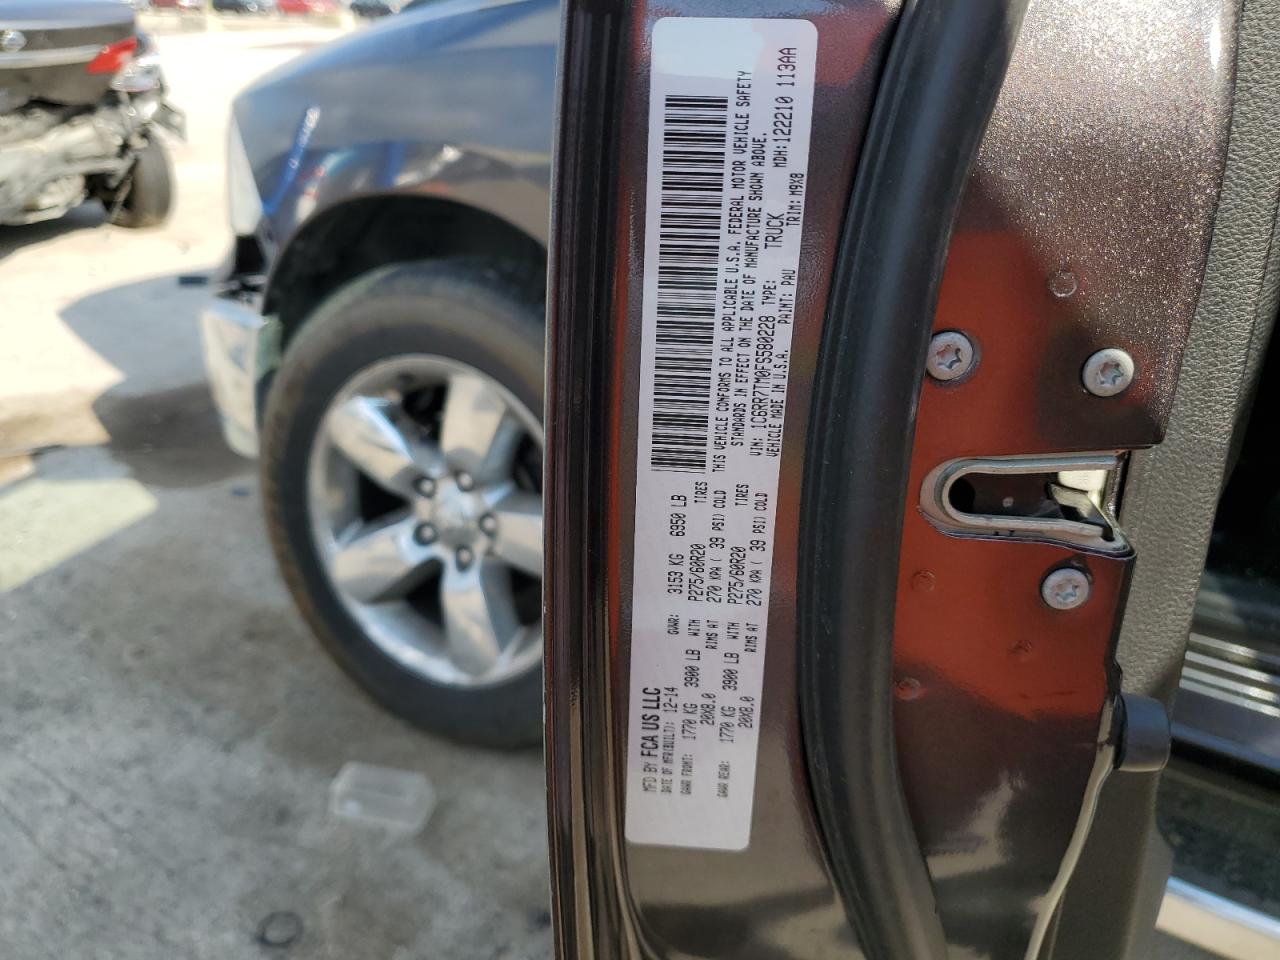 MFD BY FCA US LLC
DATE OF MFR(BUILT): 12-14 GVWR: 3153 KG 6950 LB
GAWR FRONT: 1770 KG 3900 LB WITH P275/60R20 TIRES
20X8.0 RIMS AT 270 KPA ( 39 PSI) COLD
GAWR REAR: 1770 KG 3900 LB WITH P275/60R20 TIRES
20X8.0 RIMS AT 270 KPA ( 39 PSI) COLD
THIS VEHICLE CONFORMS TO ALL APPLICABLE U.S.A. FEDERAL MOTOR VEHICLE SAFETY
STANDARDS IN EFFECT ON THE DATE OF MANUFACTURE SHOWN ABOVE.
VIN: 1C6RR7TM0FS580228 TYPE: TRUCK MDH: 122210 113AA
VEHICLE MADE IN U.S.A. PAINT: PAU TRIM: M9X8